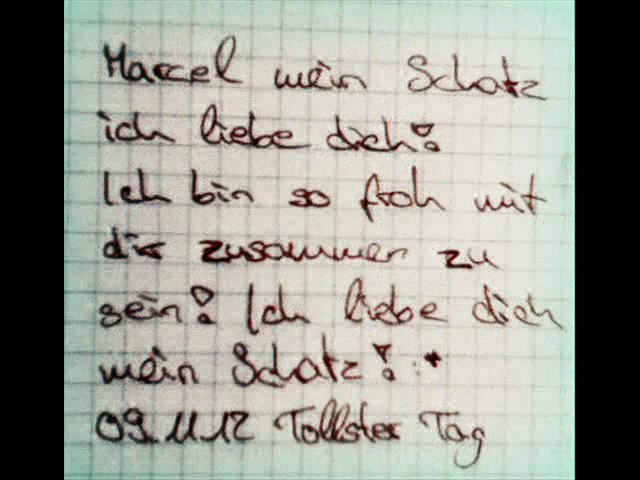 Marcel mein Schatz
ich liebe dich!
Ich bin so froh mit
dir zusammen zu
sein! Ich liebe dich
mein Schatz! *
09.11.12 Tollster Tag